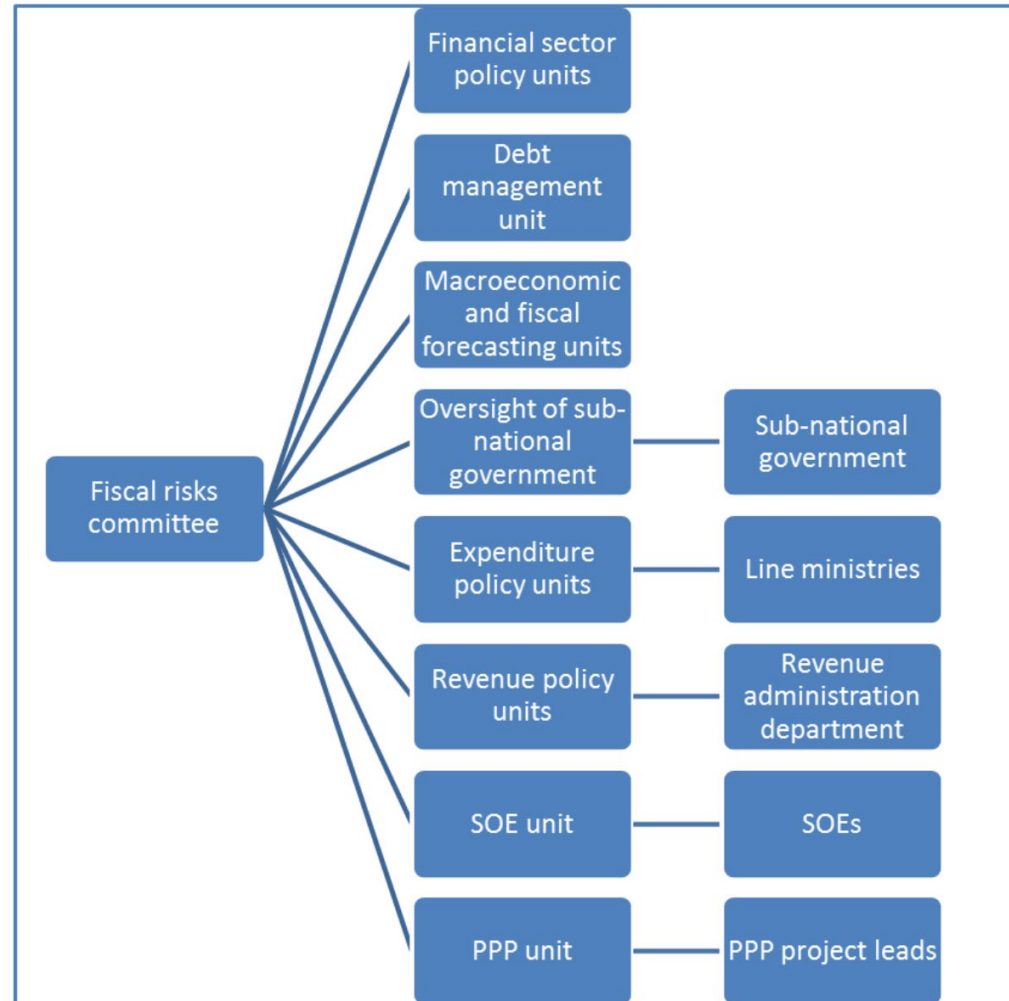 Financial sector
policy units
Debt
management
unit
Macroeconomic
and fiscal
forecasting units
Oversight of sub-
national
government
Sub-national
government
Fiscal risks
committee
Expenditure
policy units
Line ministries
Revenue policy
units
Revenue
administration
department
SOE unit
SOEs
PPP unit
PPP project leads